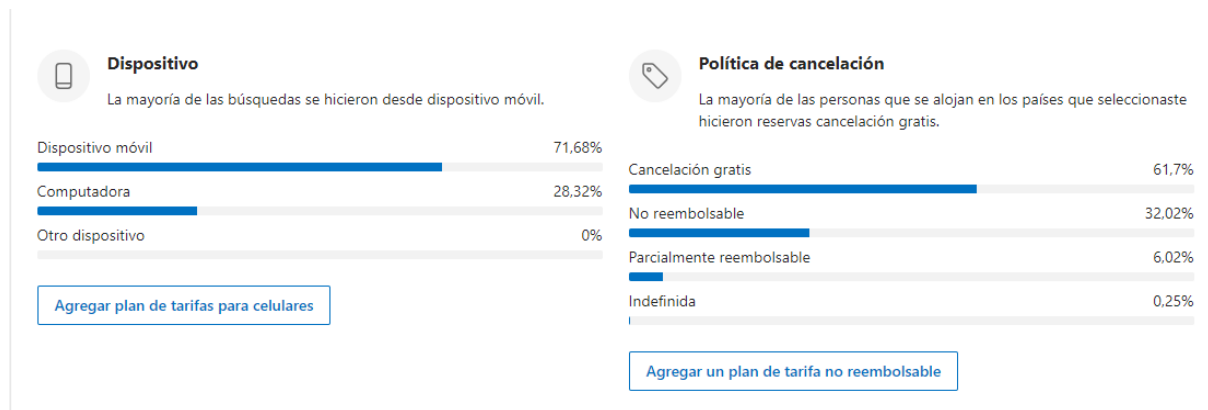 Dispositivo
La mayoría de las búsquedas se hicieron desde dispositivo móvil.
Dispositivo móvil 71,68%
Computadora 28,32%
Otro dispositivo 0%
Agregar plan de tarifas para celulares
Política de cancelación
La mayoría de las personas que se alojan en los países que seleccionaste
hicieron reservas cancelación gratis.
Cancelación gratis 61,7%
No reembolsable 32,02%
Parcialmente reembolsable 6,02%
Indefinida 0,25%
Agregar un plan de tarifa no reembolsable